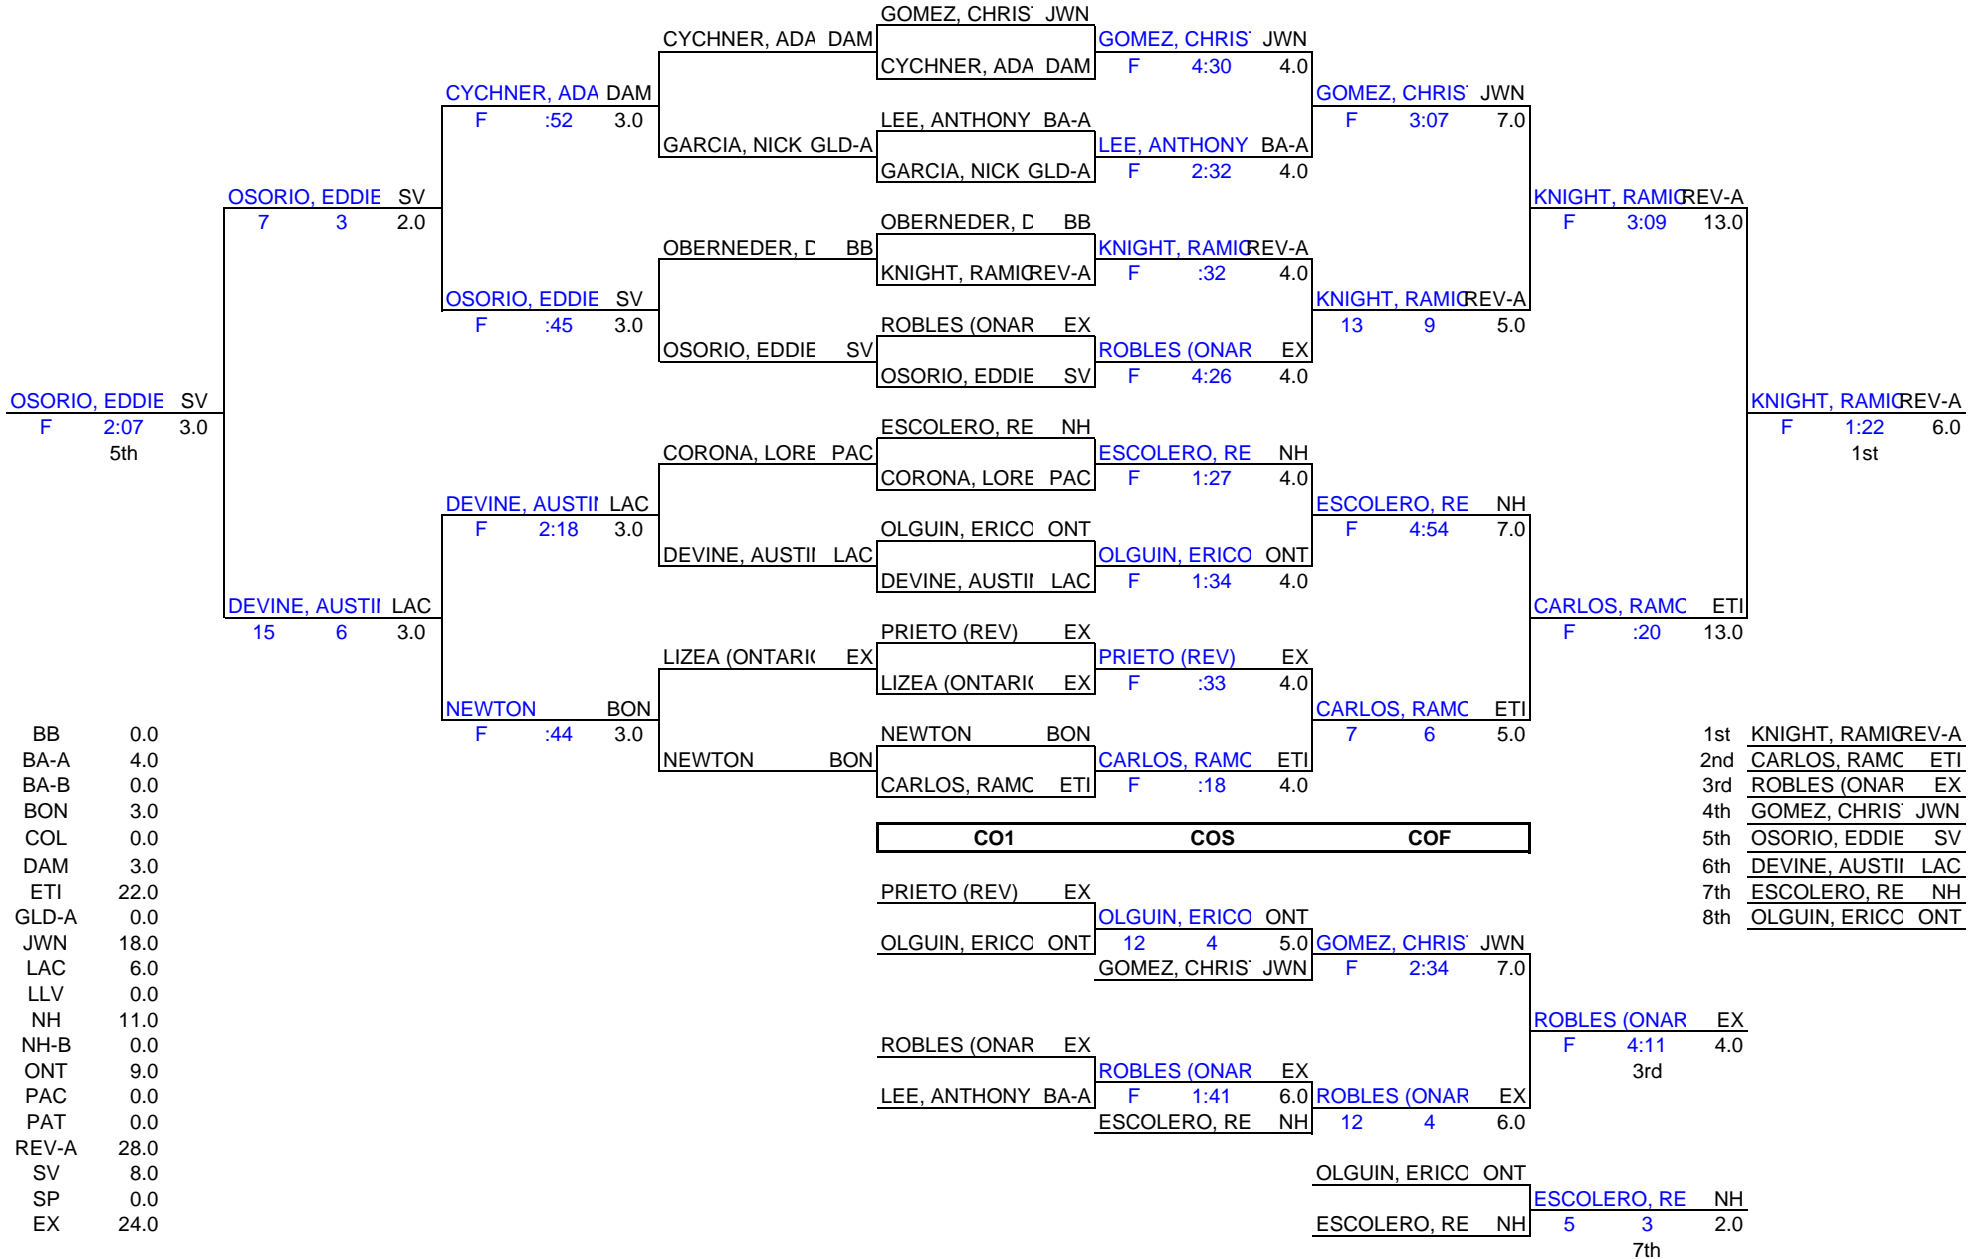 GOMEZ, CHRIS JWN
CYCHNER, ADA DAM GOMEZ, CHRIS JWN
CYCHNER, ADA DAM F 4:30 4.0
CYCHNER, ADA DAM GOMEZ, CHRIS JWN
F :52 3.0 LEE, ANTHONY BA-A F 3:07 7.0
GARCIA, NICK GLD-A LEE, ANTHONY BA-A
GARCIA, NICK GLD-A F 2:32 4.0
OSORIO, EDDIE SV KNIGHT, RAMIC REV-A
7 3 2.0 OBERNEDER, D BB F 3:09 13.0
OBERNEDER, D BB KNIGHT, RAMIC REV-A
KNIGHT, RAMIC REV-A F :32 4.0
OSORIO, EDDIE SV KNIGHT, RAMIC REV-A
F :45 3.0 ROBLES (ONAR EX 13 9 5.0
OSORIO, EDDIE SV ROBLES (ONAR EX
OSORIO, EDDIE SV F 4:26 4.0
OSORIO, EDDIE SV KNIGHT, RAMIC REV-A
F 2:07 3.0 ESCOLERO, RE NH F 1:22 6.0
5th CORONA, LORE PAC ESCOLERO, RE NH 1st
CORONA, LORE PAC F 1:27 4.0
DEVINE, AUSTI LAC ESCOLERO, RE NH
F 2:18 3.0 OLGUIN, ERICO ONT F 4:54 7.0
DEVINE, AUSTI LAC OLGUIN, ERICO ONT
DEVINE, AUSTI LAC F 1:34 4.0
DEVINE, AUSTI LAC CARLOS, RAMO ETI
15 6 3.0 PRIETO (REV) EX F :20 13.0
LIZEA (ONTARI EX PRIETO (REV) EX
LIZEA (ONTARI EX F :33 4.0
NEWTON BON CARLOS, RAMO ETI
BB 0.0 F :44 3.0 NEWTON BON 7 6 5.0 1st KNIGHT, RAMIC REV-A
BA-A 4.0 NEWTON BON CARLOS, RAMO ETI 2nd CARLOS, RAMO ETI
BA-B 0.0 CARLOS, RAMO ETI F :18 4.0 3rd ROBLES (ONAR EX
BON 3.0 4th GOMEZ, CHRIS JWN
COL 0.0 CO1 COS COF 5th OSORIO, EDDIE SV
DAM 3.0 6th DEVINE, AUSTI LAC
ETI 22.0 PRIETO (REV) EX 7th ESCOLERO, RE NH
GLD-A 0.0 OLGUIN, ERICO ONT 8th OLGUIN, ERICO ONT
JWN 18.0 OLGUIN, ERICO ONT 12 4 5.0 GOMEZ, CHRIS JWN
LAC 6.0 GOMEZ, CHRIS JWN F 2:34 7.0
LLV 0.0
NH 11.0 ROBLES (ONAR EX
NH-B 0.0 ROBLES (ONAR EX F 4:11 4.0
ONT 9.0 ROBLES (ONAR EX 3rd
PAC 0.0 LEE, ANTHONY BA-A F 1:41 6.0 ROBLES (ONAR EX
PAT 0.0 ESCOLERO, RE NH 12 4 6.0
REV-A 28.0
SV 8.0 OLGUIN, ERICO ONT
SP 0.0 ESCOLERO, RE NH
EX 24.0 ESCOLERO, RE NH 5 3 2.0
7th